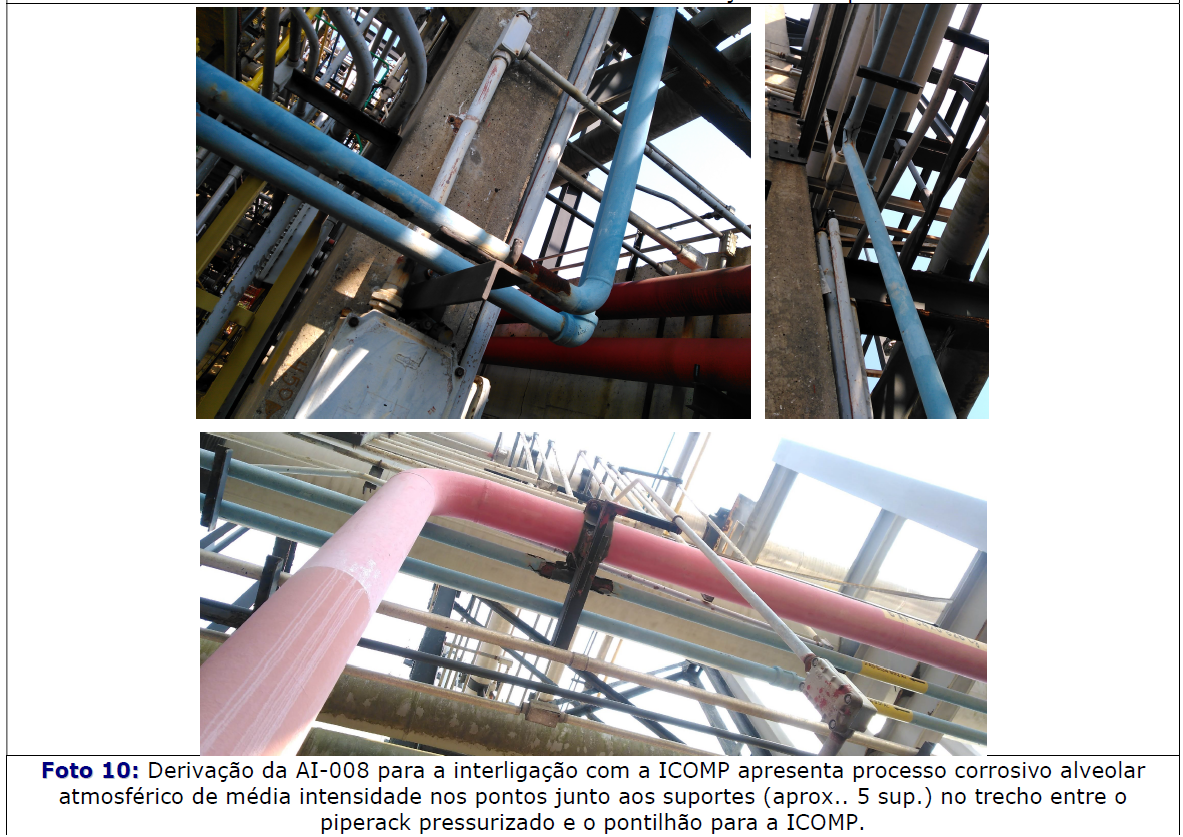 Foto 10: Derivação da AI-008 para a interligação com a ICOMP apresenta processo corrosivo alveolar
atmosférico de média intensidade nos pontos junto aos suportes (aprox.. 5 sup.) no trecho entre o
piperack pressurizado e o pontilhão para a ICOMP.